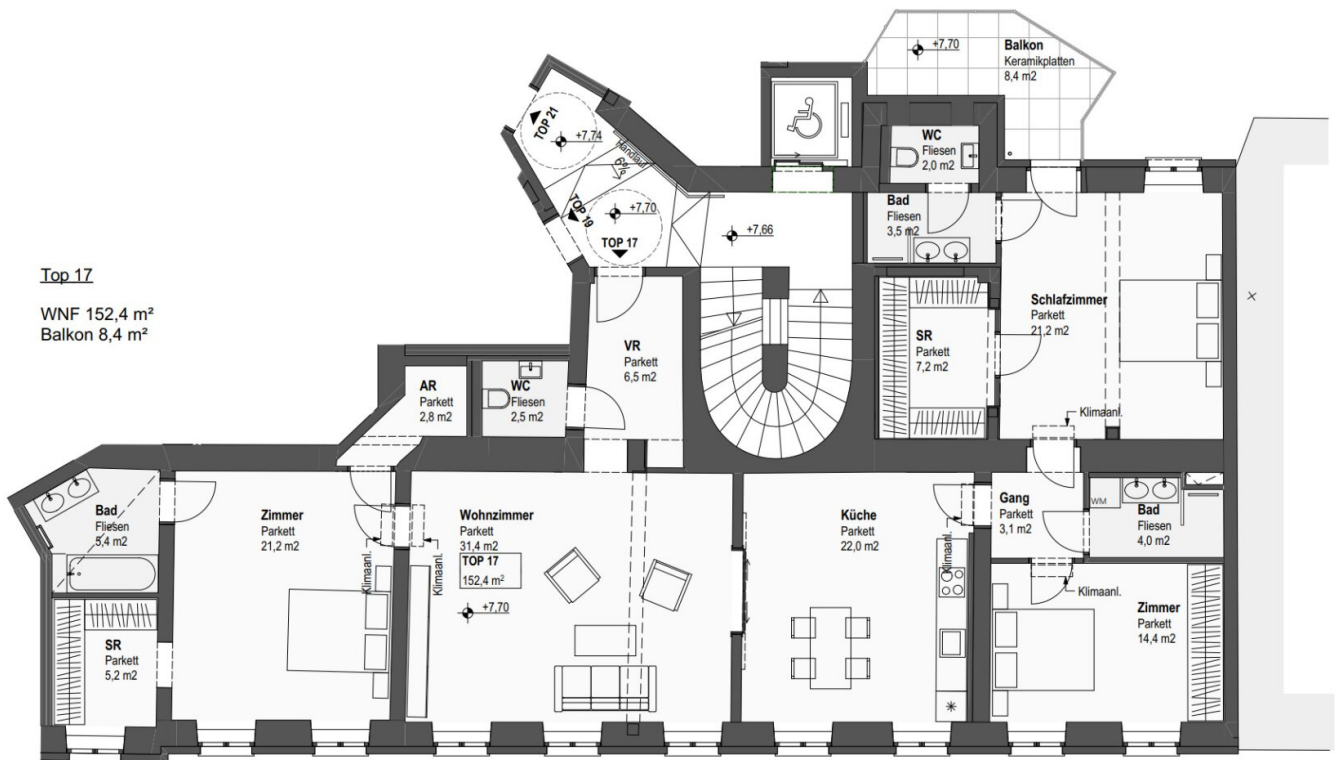 Top 17
WNF 152,4 m²
Balkon 8,4 m²
TOP 21
+7,74
Handlauf
6%
TOP 19
+7,70
TOP 17
+7,66
+7,70
Balkon
Keramikplatten
8,4 m2
WC
Fliesen
2,0 m2
Bad
Fliesen
3,5 m2
Schlafzimmer
Parkett
21,2 m2
SR
Parkett
7,2 m2
Klimaanl.
VR
Parkett
6,5 m2
AR
Parkett
2,8 m2
WC
Fliesen
2,5 m2
Bad
Fliesen
5,4 m2
Zimmer
Parkett
21,2 m2
Klimaanl.
Klimaanl.
Wohnzimmer
Parkett
31,4 m2
TOP 17
152,4 m²
+7,70
Küche
Parkett
22,0 m2
Klimaanl.
Gang
Parkett
3,1 m2
WM
Bad
Fliesen
4,0 m2
Klimaanl.
Zimmer
Parkett
14,4 m2
SR
Parkett
5,2 m2